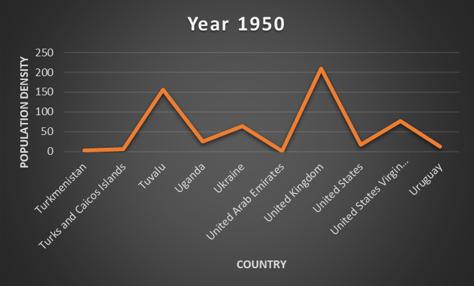 Year 1950
POPULATION DENSITY
250
200
150
100
50
0
Turkmenistan
Turks and Caicos Islands
Tuvalu
Uganda
Ukraine
United Arab Emirates
United Kingdom
United States
United States Virgin...
Uruguay
COUNTRY